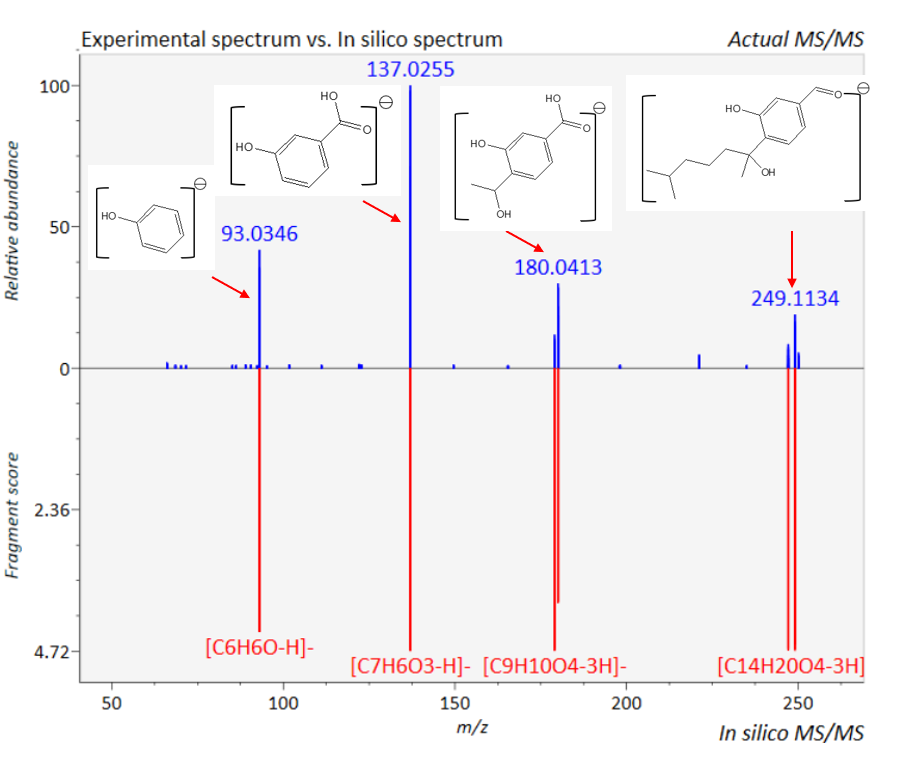 Experimental spectrum vs. In silico spectrum
Actual MS/MS
137.0255
100
Relative abundance
50
0
HO
HO
HO
O
HO
HO
O
OH
HO
O
OH
93.0346
180.0413
249.1134
Fragment score
2.36
4.72
[C6H6O-H]-
[C7H6O3-H]-
[C9H10O4-3H]-
[C14H20O4-3H]
50
100
150
200
250
m/z
In silico MS/MS